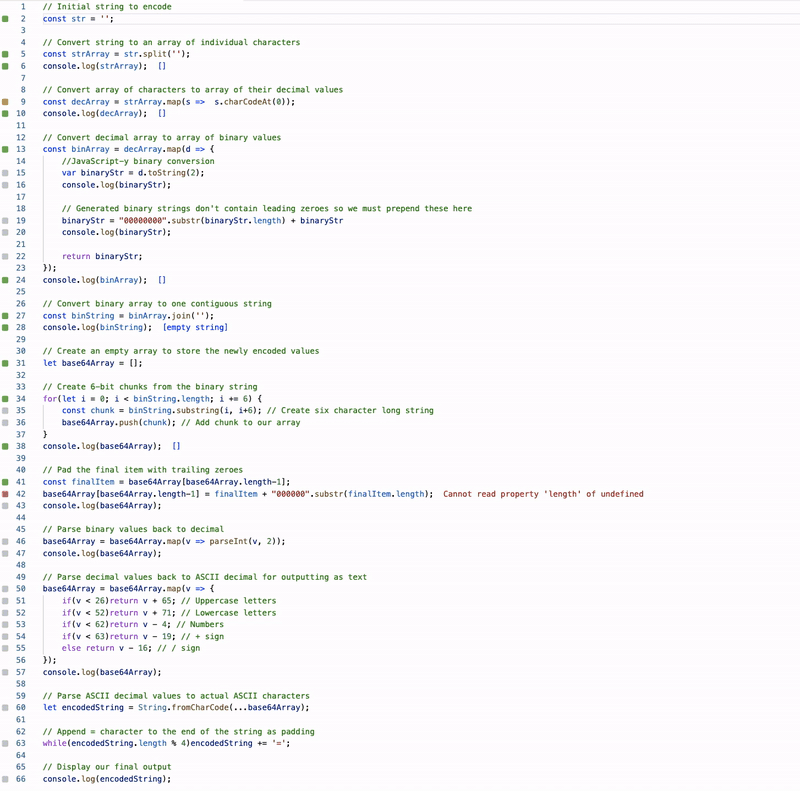 1 // Initial string to encode
2 const str = '';
3
4 // Convert string to an array of individual characters
5 const strArray = str.split('');
6 console.log(strArray); []
7
8 // Convert array of characters to array of their decimal values
9 const decArray = strArray.map(s => s.charCodeAt(0));
10 console.log(decArray); []
11
12 // Convert decimal array to array of binary values
13 const binArray = decArray.map(d => {
14 //JavaScript-y binary conversion
15 var binaryStr = d.toString(2);
16 console.log(binaryStr);
17
18 // Generated binary strings don't contain leading zeroes so we must prepend these here
19 binaryStr = "00000000".substr(binaryStr.length) + binaryStr
20 console.log(binaryStr);
21
22 return binaryStr;
23 });
24 console.log(binArray); []
25
26 // Convert binary array to one contiguous string
27 const binString = binArray.join('');
28 console.log(binString); [empty string]
29
30 // Create an empty array to store the newly encoded values
31 let base64Array = [];
32
33 // Create 6-bit chunks from the binary string
34 for(let i = 0; i < binString.length; i += 6) {
35 const chunk = binString.substring(i, i+6); // Create six character long string
36 base64Array.push(chunk); // Add chunk to our array
37 }
38 console.log(base64Array); []
39
40 // Pad the final item with trailing zeroes
41 const finalItem = base64Array[base64Array.length-1];
42 base64Array[base64Array.length-1] = finalItem + "000000".substr(finalItem.length); Cannot read property 'length' of undefined
43 console.log(base64Array);
44
45 // Parse binary values back to decimal
46 base64Array = base64Array.map(v => parseInt(v, 2));
47 console.log(base64Array);
48
49 // Parse decimal values back to ASCII decimal for outputting as text
50 base64Array = base64Array.map(v => {
51 if(v < 26)return v + 65; // Uppercase letters
52 if(v < 52)return v + 71; // Lowercase letters
53 if(v < 62)return v - 4; // Numbers
54 if(v < 63)return v - 19; // + sign
55 else return v - 16; // / sign
56 });
57 console.log(base64Array);
58
59 // Parse ASCII decimal values to actual ASCII characters
60 let encodedString = String.fromCharCode(...base64Array);
61
62 // Append = character to the end of the string as padding
63 while(encodedString.length % 4)encodedString += '=';
64
65 // Display our final output
66 console.log(encodedString);